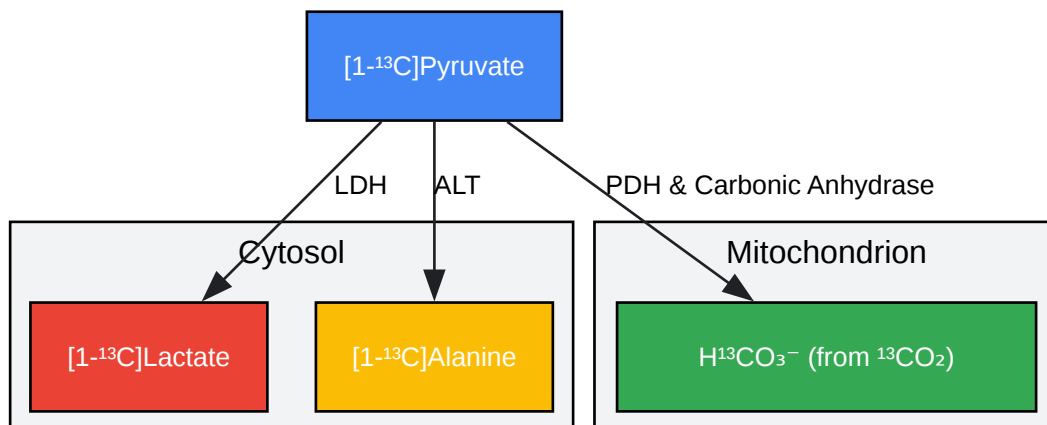 [1-¹³C]Pyruvate
LDH
ALT
PDH & Carbonic Anhydrase
Cytosol
Mitochondrion
[1-¹³C]Lactate
[1-¹³C]Alanine
H¹³CO₃⁻ (from ¹³CO₂)